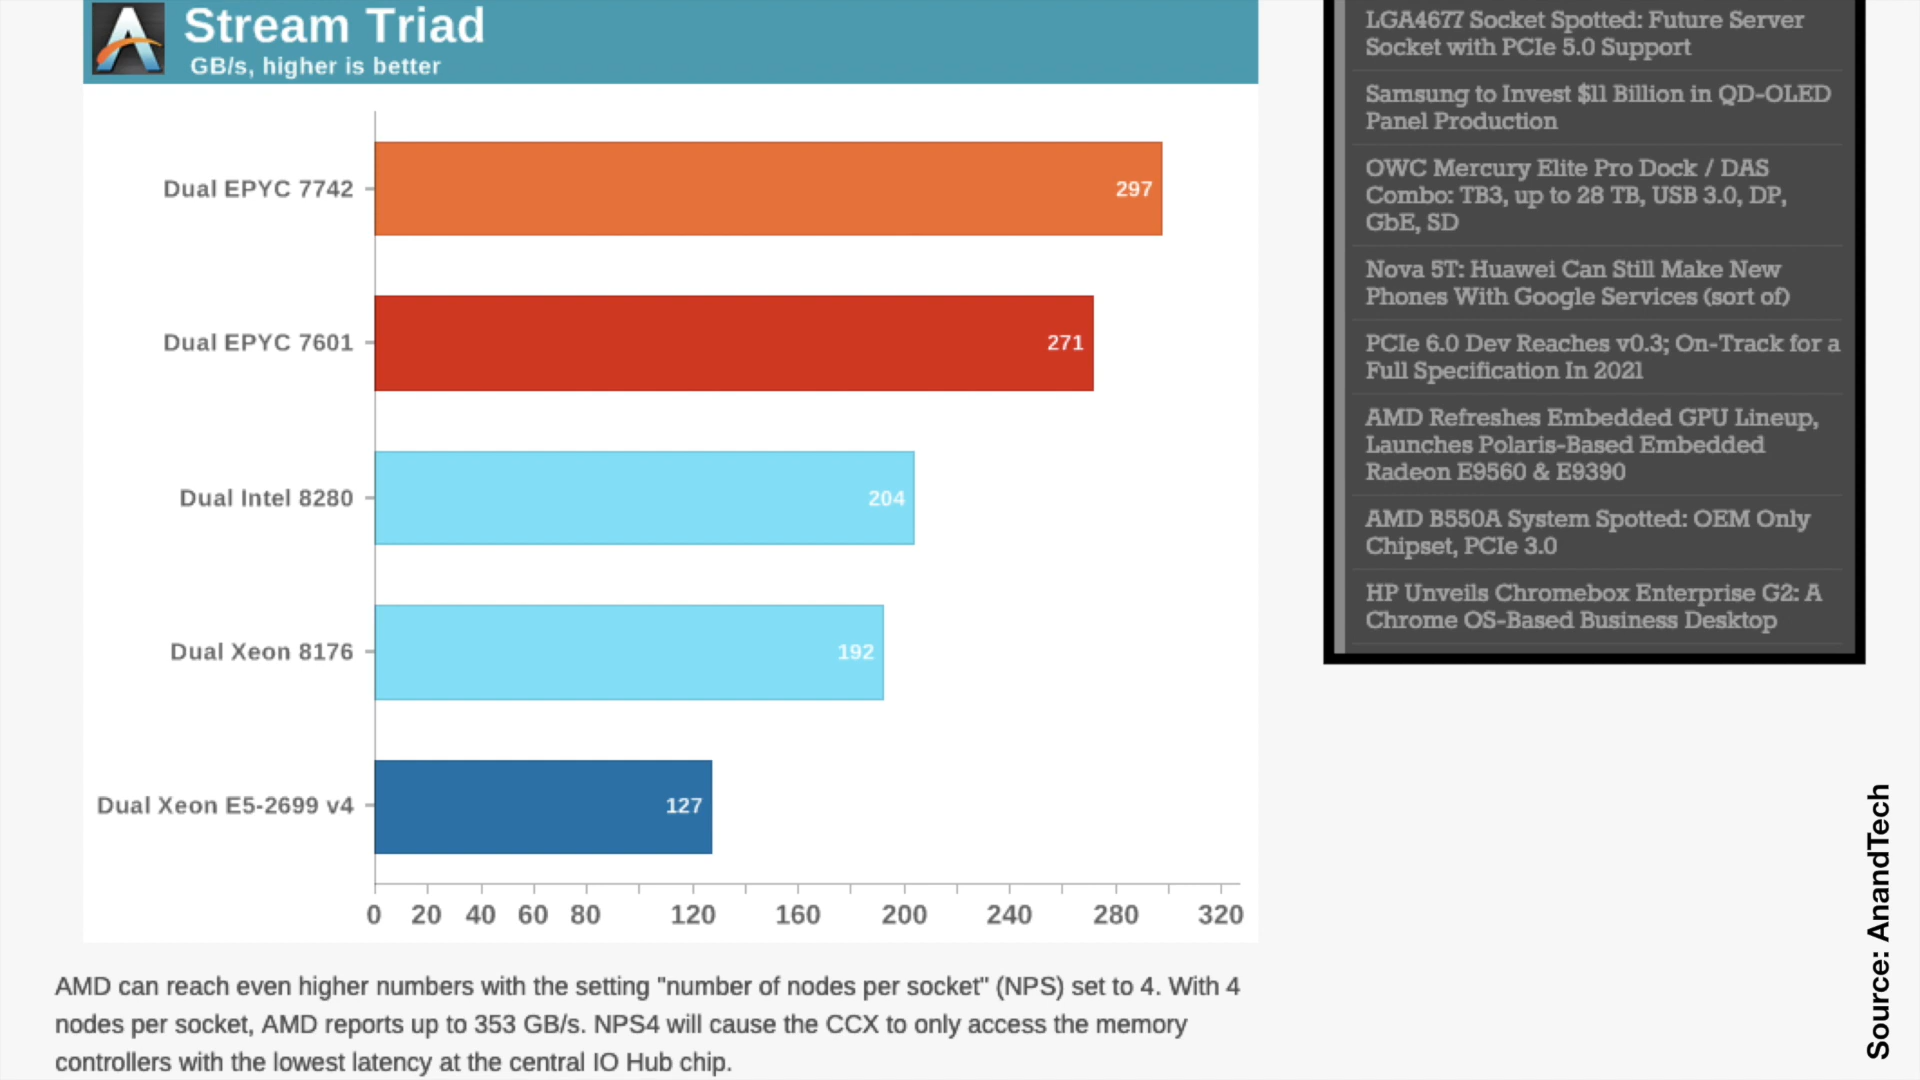 Stream Triad
GB/s, higher is better
Dual EPYC 7742
297
Dual EPYC 7601
271
Dual Intel 8280
204
Dual Xeon 8176
192
Dual Xeon E5-2699 v4
127
0 20 40 60 80 120 160 200 240 280 320
AMD can reach even higher numbers with the setting "number of nodes per socket" (NPS) set to 4. With 4
nodes per socket, AMD reports up to 353 GB/s. NPS4 will cause the CCX to only access the memory
controllers with the lowest latency at the central IO Hub chip.
LGA4677 Socket Spotted: Future Server
Socket with PCIe 5.0 Support
Samsung to Invest $11 Billion in QD-OLED
Panel Production
OWC Mercury Elite Pro Dock / DAS
Combo: TB3, up to 28 TB, USB 3.0, DP,
GbE, SD
Nova 5T: Huawei Can Still Make New
Phones With Google Services (sort of)
PCIe 6.0 Dev Reaches v0.3; On-Track for a
Full Specification In 2021
AMD Refreshes Embedded GPU Lineup,
Launches Polaris-Based Embedded
Radeon E9560 & E9390
AMD B550A System Spotted: OEM Only
Chipset, PCIe 3.0
HP Unveils Chromebox Enterprise G2: A
Chrome OS-Based Business Desktop
Source: AnandTech